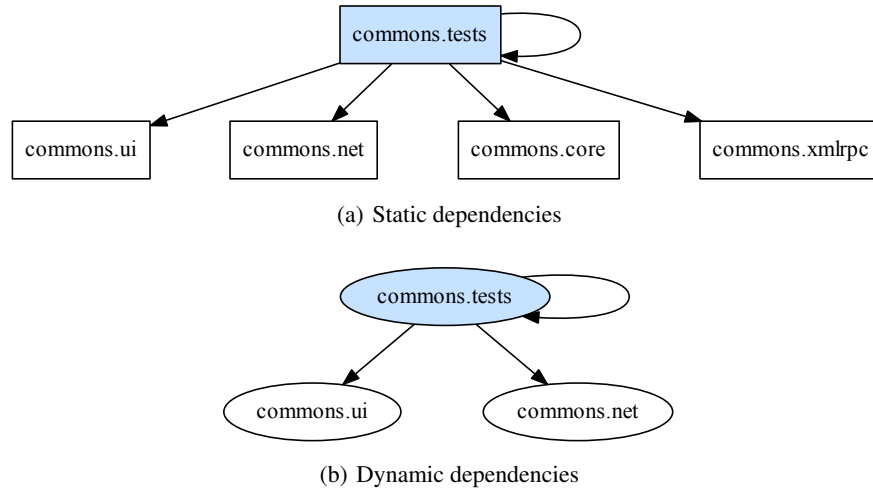 commons.tests
commons.ui
commons.net
commons.core
commons.xmlrpc
(a) Static dependencies
commons.tests
commons.ui
commons.net
(b) Dynamic dependencies